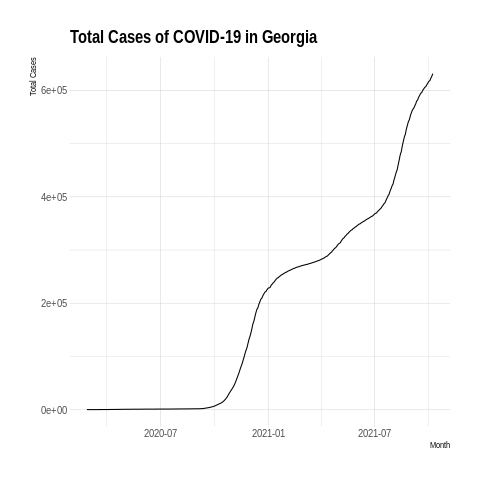 Total Cases of COVID-19 in Georgia
Total Cases
6e+05
4e+05
2e+05
0e+00
2020-07
2021-01
2021-07
Month